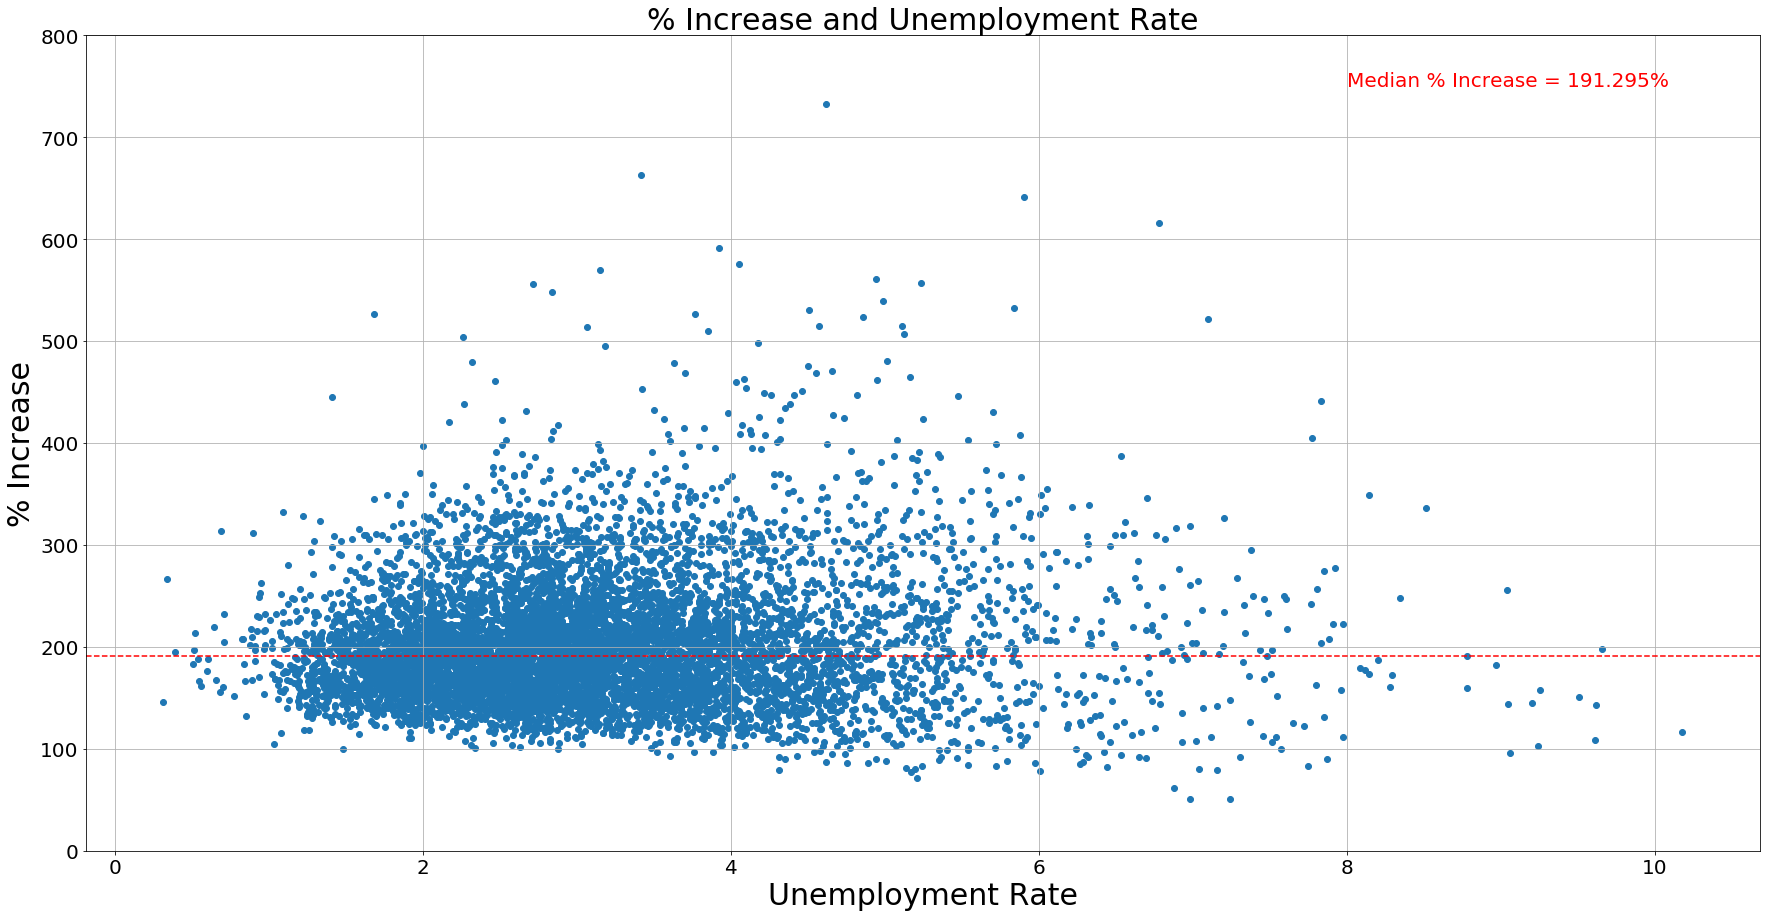 % Increase and Unemployment Rate
Median % Increase = 191.295%
% Increase
800
700
600
500
400
300
200
100
0
0 2 4 6 8 10
Unemployment Rate